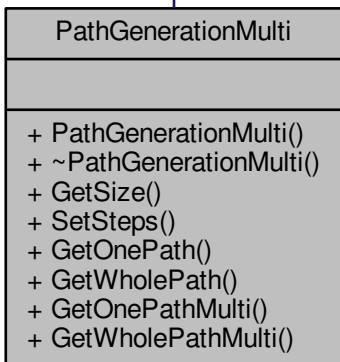 PathGenerationMulti
+ PathGenerationMulti()
+ ~PathGenerationMulti()
+ GetSize()
+ SetSteps()
+ GetOnePath()
+ GetWholePath()
+ GetOnePathMulti()
+ GetWholePathMulti()